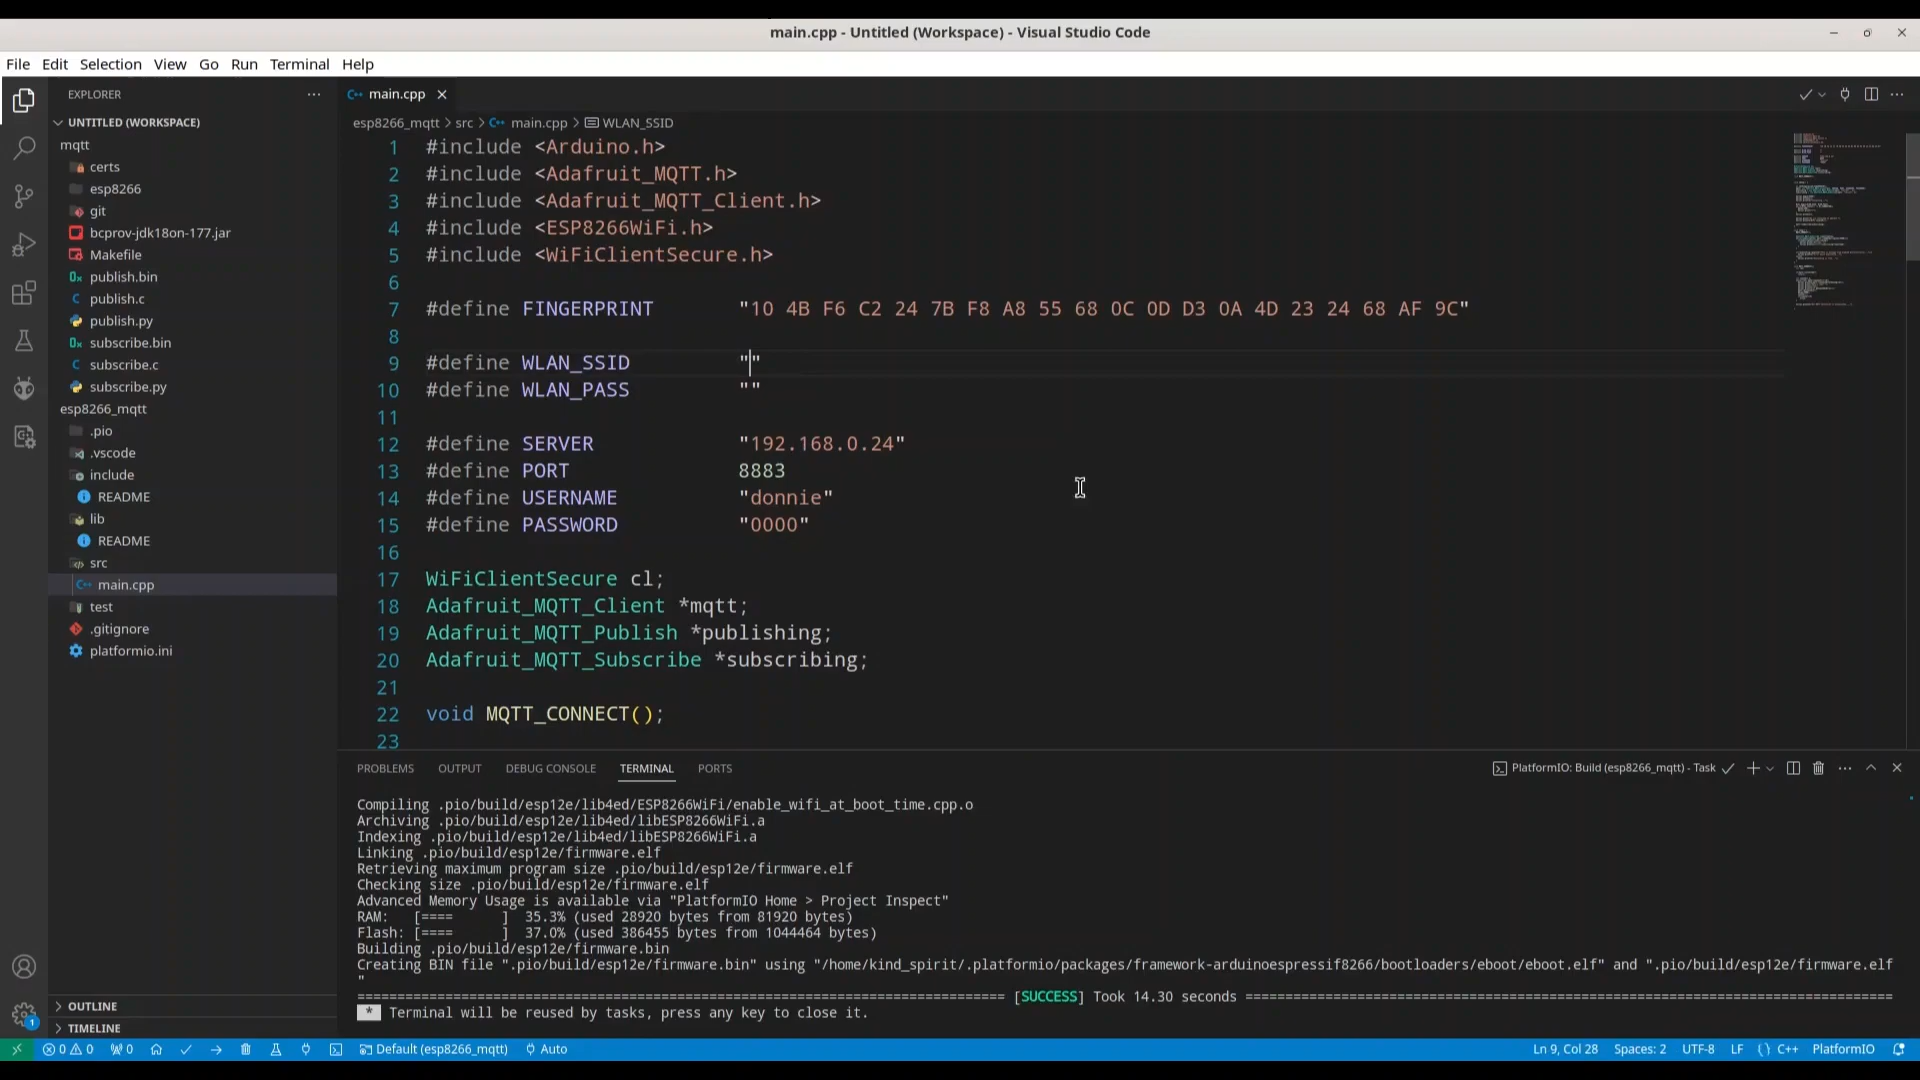 main.cpp - Untitled (Workspace) - Visual Studio Code
File Edit Selection View Go Run Terminal Help
EXPLORER
UNTITLED (WORKSPACE)
mqtt
certs
esp8266
git
bcprov-jdk18on-177.jar
Makefile
publish.bin
publish.c
publish.py
subscribe.bin
subscribe.c
subscribe.py
esp8266_mqtt
.pio
.vscode
include
README
lib
README
src
main.cpp
test
.gitignore
platformio.ini
OUTLINE
TIMELINE
main.cpp
esp8266_mqtt > src > main.cpp > WLAN_SSID
1 #include <Arduino.h>
2 #include <Adafruit_MQTT.h>
3 #include <Adafruit_MQTT_Client.h>
4 #include <ESP8266WiFi.h>
5 #include <WiFiClientSecure.h>
6
7 #define FINGERPRINT "10 4B F6 C2 24 7B F8 A8 55 68 0C 0D D3 0A 4D 23 24 68 AF 9C"
8
9 #define WLAN_SSID ""
10 #define WLAN_PASS ""
11
12 #define SERVER "192.168.0.24"
13 #define PORT 8883
14 #define USERNAME "donnie"
15 #define PASSWORD "0000"
16
17 WiFiClientSecure cl;
18 Adafruit_MQTT_Client *mqtt;
19 Adafruit_MQTT_Publish *publishing;
20 Adafruit_MQTT_Subscribe *subscribing;
21
22 void MQTT_CONNECT();
23
PROBLEMS OUTPUT DEBUG CONSOLE TERMINAL PORTS
PlatformIO: Build (esp8266_mqtt) - Task
Compiling .pio/build/esp12e/lib4ed/ESP8266WiFi/enable_wifi_at_boot_time.cpp.o
Archiving .pio/build/esp12e/lib4ed/libESP8266WiFi.a
Indexing .pio/build/esp12e/lib4ed/libESP8266WiFi.a
Linking .pio/build/esp12e/firmware.elf
Retrieving maximum program size .pio/build/esp12e/firmware.elf
Checking size .pio/build/esp12e/firmware.elf
Advanced Memory Usage is available via "PlatformIO Home > Project Inspect"
RAM: [==== ] 35.3% (used 28920 bytes from 81920 bytes)
Flash: [==== ] 37.0% (used 386455 bytes from 1044464 bytes)
Building .pio/build/esp12e/firmware.bin
Creating BIN file ".pio/build/esp12e/firmware.bin" using "/home/kind_spirit/.platformio/packages/framework-arduinoespressif8266/bootloaders/eboot/eboot.elf" and ".pio/build/esp12e/firmware.elf
"
================================================================================= [SUCCESS] Took 14.30 seconds =================================================================================
* Terminal will be reused by tasks, press any key to close it.
1
0 0 0 Default (esp8266_mqtt) Auto Ln 9, Col 28 Spaces: 2 UTF-8 LF {} C++ PlatformIO